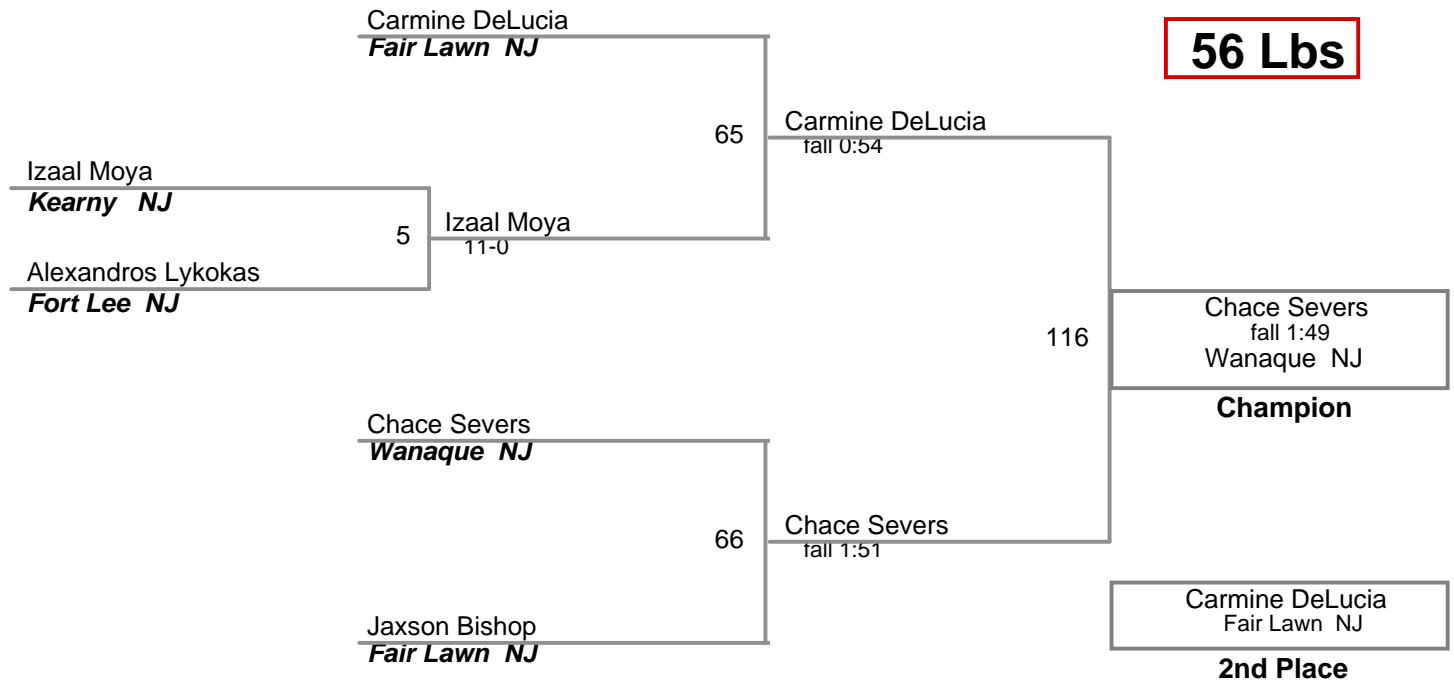 Carmine DeLucia
Fair Lawn  NJ
56 Lbs
65
Carmine DeLucia
fall 0:54
Izaal Moya
Kearny   NJ
5
Izaal Moya
11-0
Alexandros Lykokas
Fort Lee  NJ
116
Chace Severs
fall 1:49
Wanaque  NJ
Champion
Chace Severs
Wanaque  NJ
66
Chace Severs
fall 1:51
Jaxson Bishop
Fair Lawn  NJ
Carmine DeLucia
Fair Lawn  NJ
2nd Place